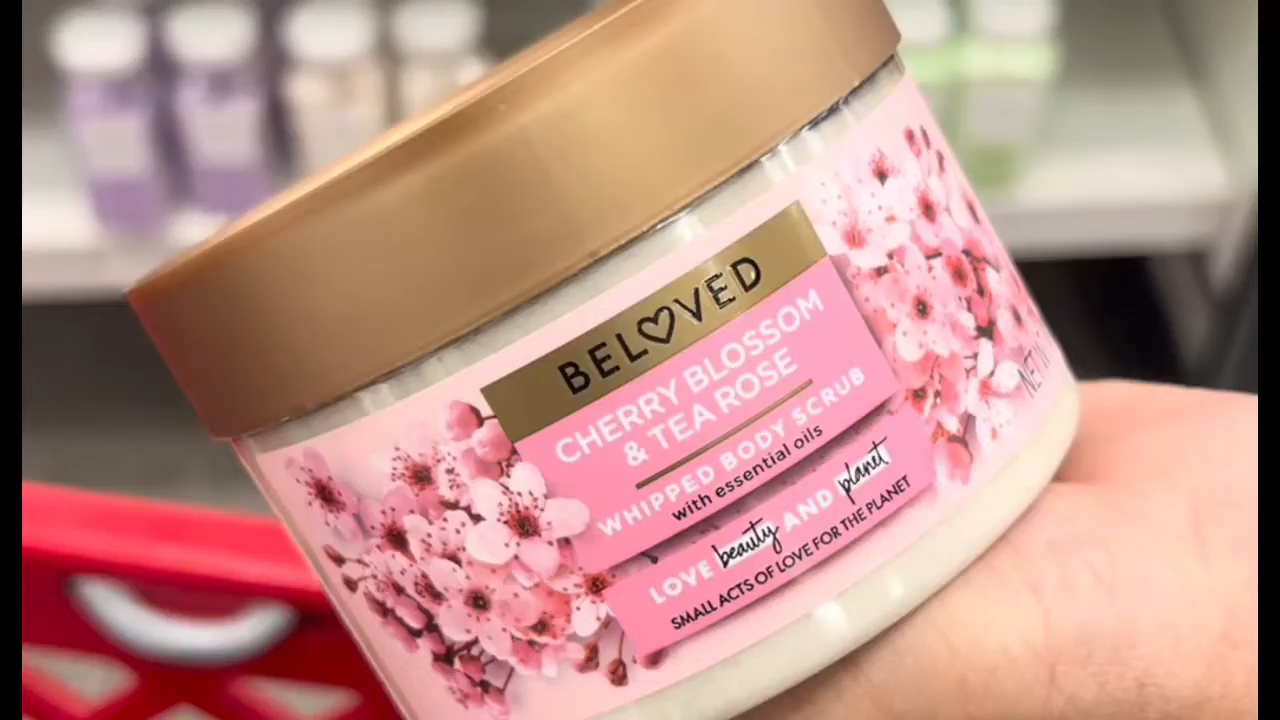 BELOVED
CHERRY BLOSSOM
& TEA ROSE
WHIPPED BODY SCRUB
with essential oils
LOVE beauty AND planet
SMALL ACTS OF LOVE FOR THE PLANET
NET